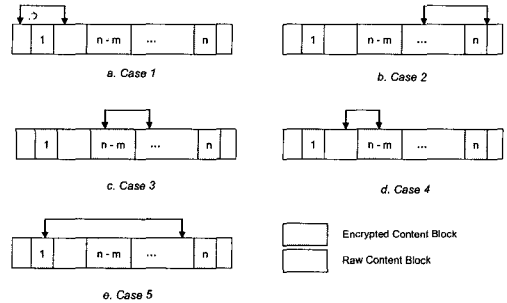 1 n - m ... n
a. Case 1
1 n - m ... n
b. Case 2
1 n - m ... n
c. Case 3
1 n - m ... n
d. Case 4
1 n - m ... n
e. Case 5
Encrypted Content Block
Raw Content Block